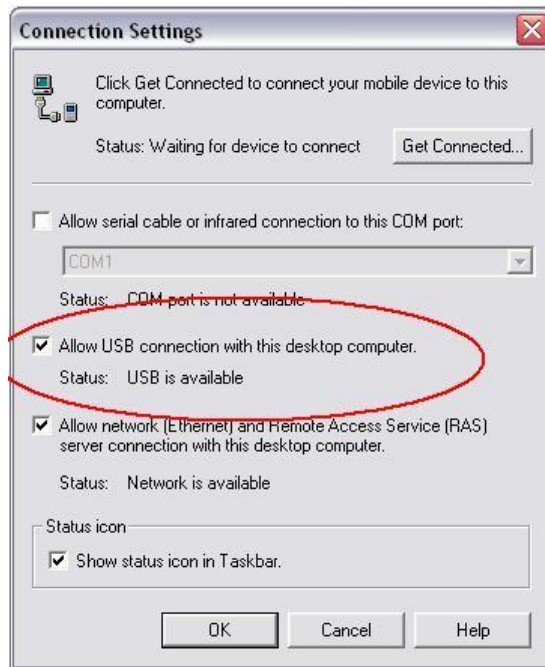 Connection Settings
Click Get Connected to connect your mobile device to this
computer.
Status: Waiting for device to connect
Get Connected...
Allow serial cable or infrared connection to this COM port:
COM1
Status: COM port is not available
Allow USB connection with this desktop computer.
Status: USB is available
Allow network (Ethernet) and Remote Access Service (RAS)
server connection with this desktop computer.
Status: Network is available
Status icon
Show status icon in Taskbar.
OK Cancel Help